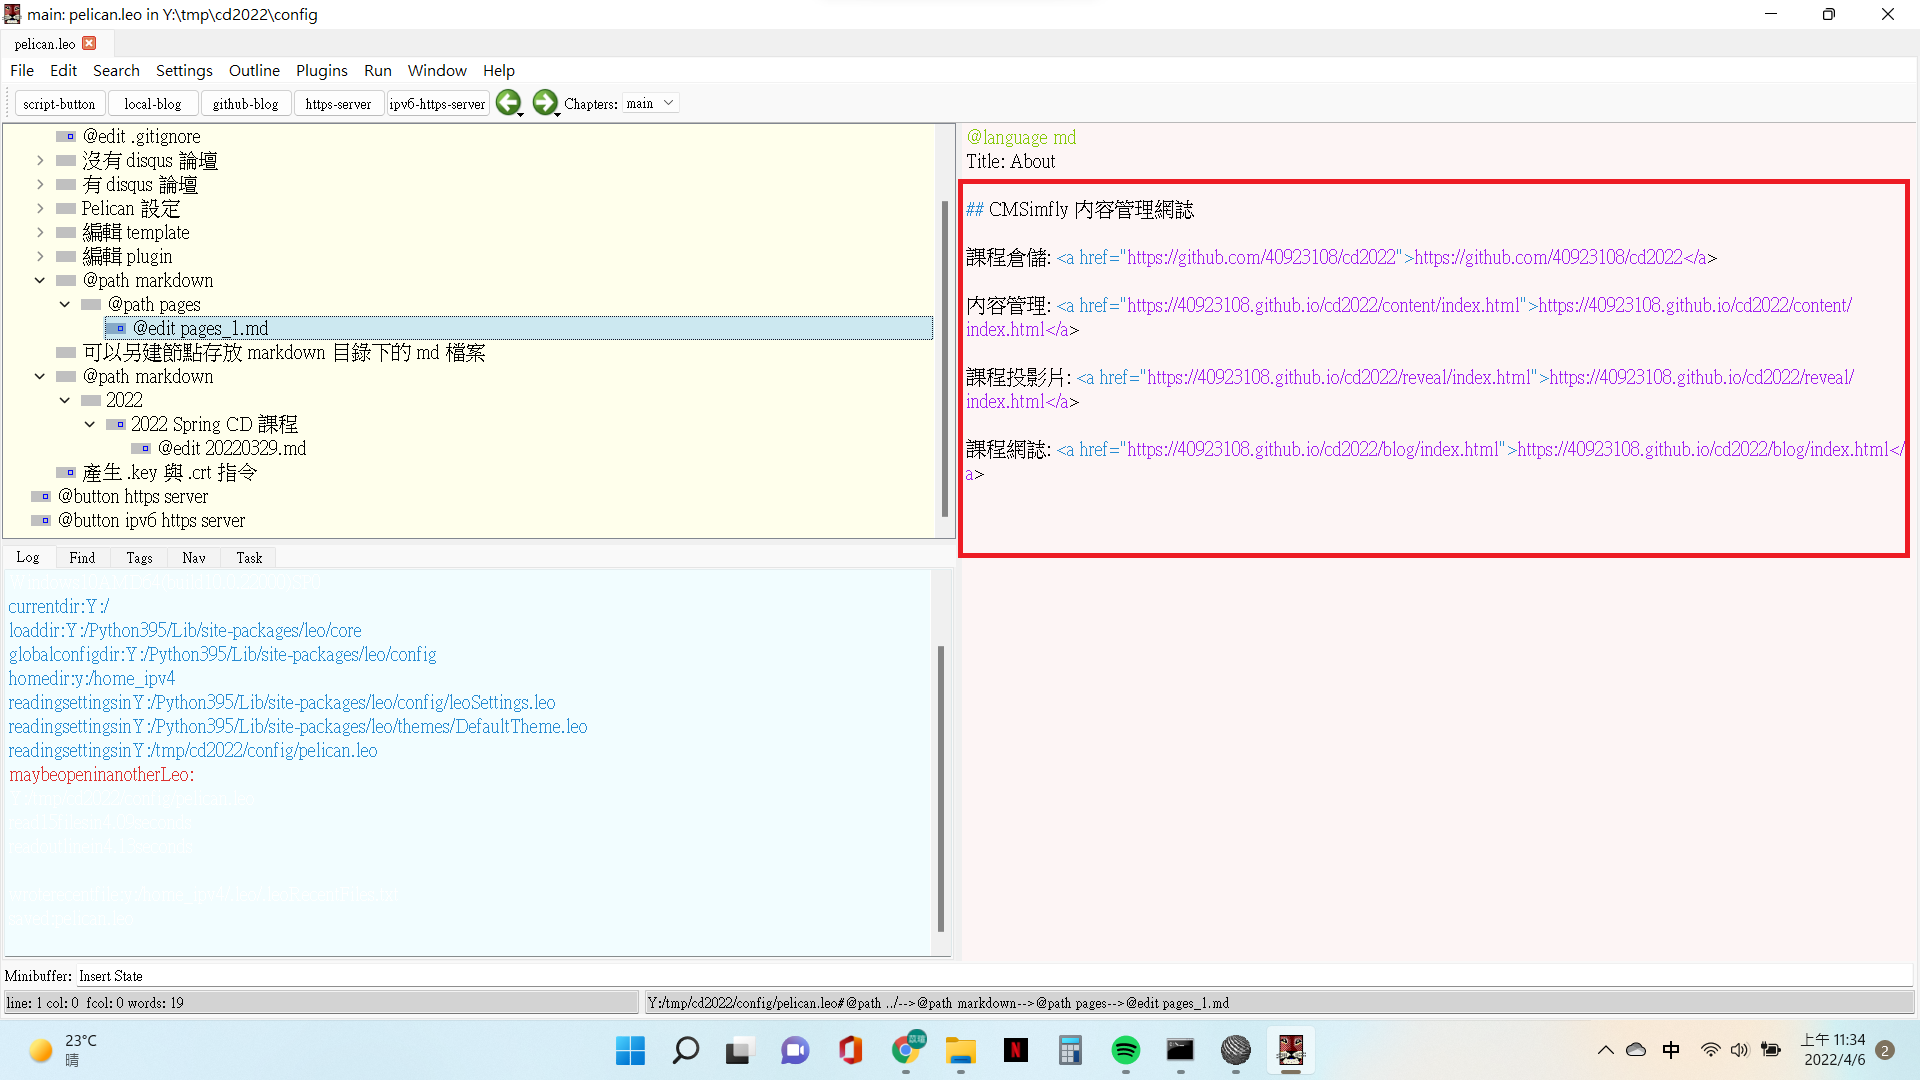 main: pelican.leo in Y:\tmp\cd2022\config
pelican.leo
File Edit Search Settings Outline Plugins Run Window Help
script-button local-blog github-blog https-server ipv6-https-server Chapters: main
@edit .gitignore
沒有 disqus 論壇
有 disqus 論壇
Pelican 設定
編輯 template
編輯 plugin
@path markdown
@path pages
@edit pages_1.md
可以另建節點存放 markdown 目錄下的 md 檔案
@path markdown
2022
2022 Spring CD 課程
@edit 20220329.md
產生 .key 與 .crt 指令
@button https server
@button ipv6 https server
@language md
Title: About
## CMSimfly 內容管理網誌
課程倉儲: <a href="https://github.com/40923108/cd2022">https://github.com/40923108/cd2022</a>
內容管理: <a href="https://40923108.github.io/cd2022/content/index.html">https://40923108.github.io/cd2022/content/
index.html</a>
課程投影片: <a href="https://40923108.github.io/cd2022/reveal/index.html">https://40923108.github.io/cd2022/reveal/
index.html</a>
課程網誌: <a href="https://40923108.github.io/cd2022/blog/index.html">https://40923108.github.io/cd2022/blog/index.html</
a>
Log Find Tags Nav Task
currentdir:Y:/
loaddir:Y:/Python395/Lib/site-packages/leo/core
globalconfigdir:Y:/Python395/Lib/site-packages/leo/config
homedir:y:/home_ipv4
readingsettingsinY:/Python395/Lib/site-packages/leo/config/leoSettings.leo
readingsettingsinY:/Python395/Lib/site-packages/leo/themes/DefaultTheme.leo
readingsettingsinY:/tmp/cd2022/config/pelican.leo
maybeopeninanotherLeo:
Minibuffer: Insert State
line: 1 col: 0 fcol: 0 words: 19
Y:/tmp/cd2022/config/pelican.leo#@path ../-->@path markdown-->@path pages-->@edit pages_1.md
23°C
晴
中
上午 11:34
2022/4/6
2